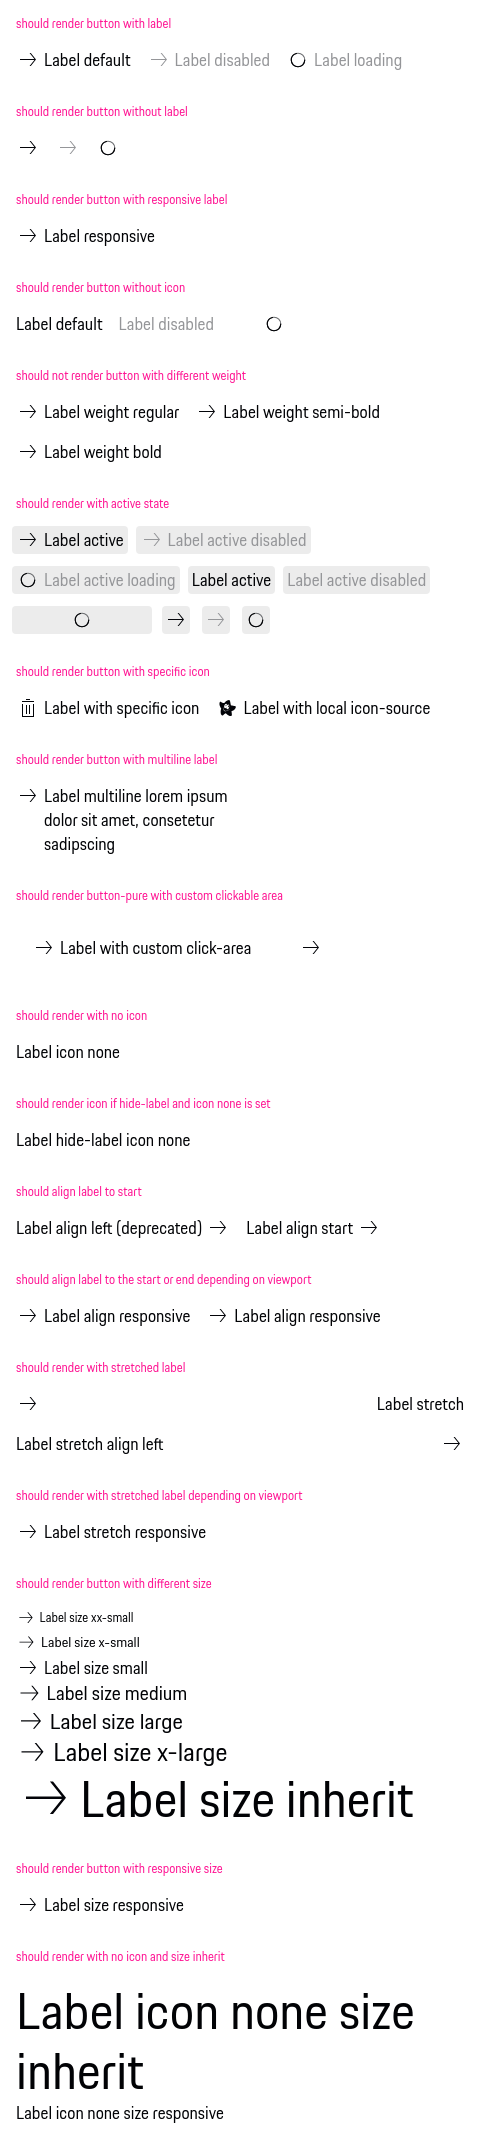 should render button with label
Label default Label disabled Label loading
should render button without label
should render button with responsive label
Label responsive
should render button without icon
Label default Label disabled
should not render button with different weight
Label weight regular Label weight semi-bold
Label weight bold
should render with active state
Label active Label active disabled
Label active loading Label active Label active disabled
should render button with specific icon
Label with specific icon Label with local icon-source
should render button with multiline label
Label multiline lorem ipsum
dolor sit amet, consetetur
sadipscing
should render button-pure with custom clickable area
Label with custom click-area
should render with no icon
Label icon none
should render icon if hide-label and icon none is set
Label hide-label icon none
should align label to start
Label align left (deprecated) Label align start
should align label to the start or end depending on viewport
Label align responsive Label align responsive
should render with stretched label
Label stretch
Label stretch align left
should render with stretched label depending on viewport
Label stretch responsive
should render button with different size
Label size xx-small
Label size x-small
Label size small
Label size medium
Label size large
Label size x-large
Label size inherit
should render button with responsive size
Label size responsive
should render with no icon and size inherit
Label icon none size
inherit
Label icon none size responsive